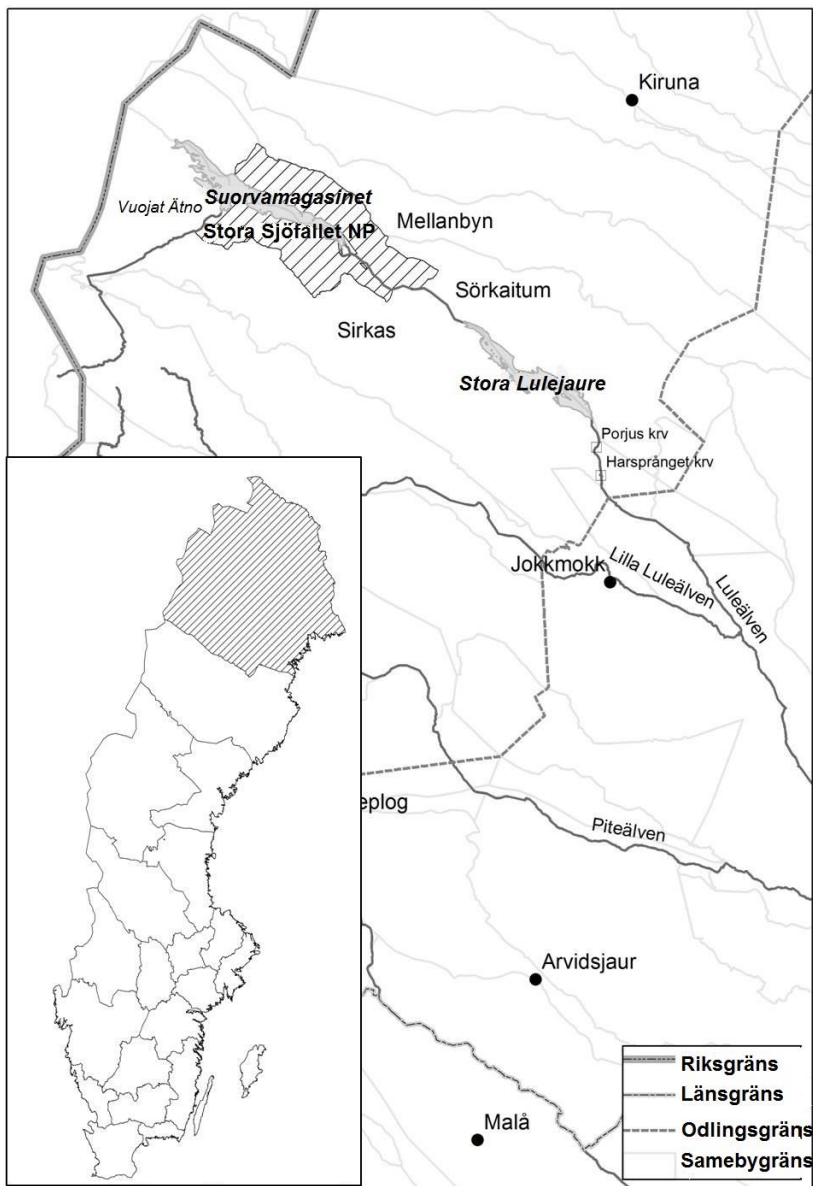 Kiruna
Suorvamagasinet
Vuojat Ätno
Mellanbyn
Stora Sjöfallet NP
Sörkaitum
Sirkas
Stora Lulejaure
Porjus krv
Harsprånget krv
Jokkmokk
Lilla Luleälven
Luleälven
eplog
Piteälven
Arvidsjaur
Malå
Riksgräns
Länsgräns
Odlingsgräns
Samebygräns